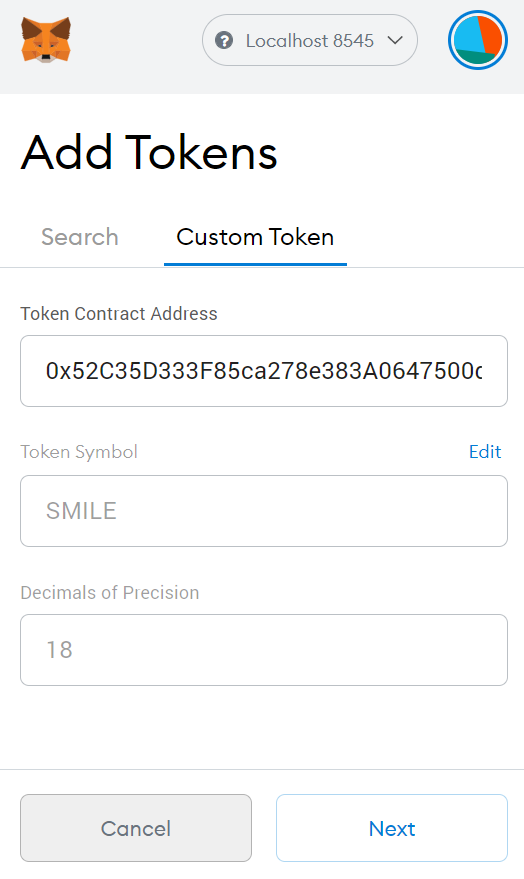 Localhost 8545
Add Tokens
Search Custom Token
Token Contract Address
0x52C35D333F85ca278e383A0647500
Token Symbol Edit
SMILE
Decimals of Precision
18
Cancel Next